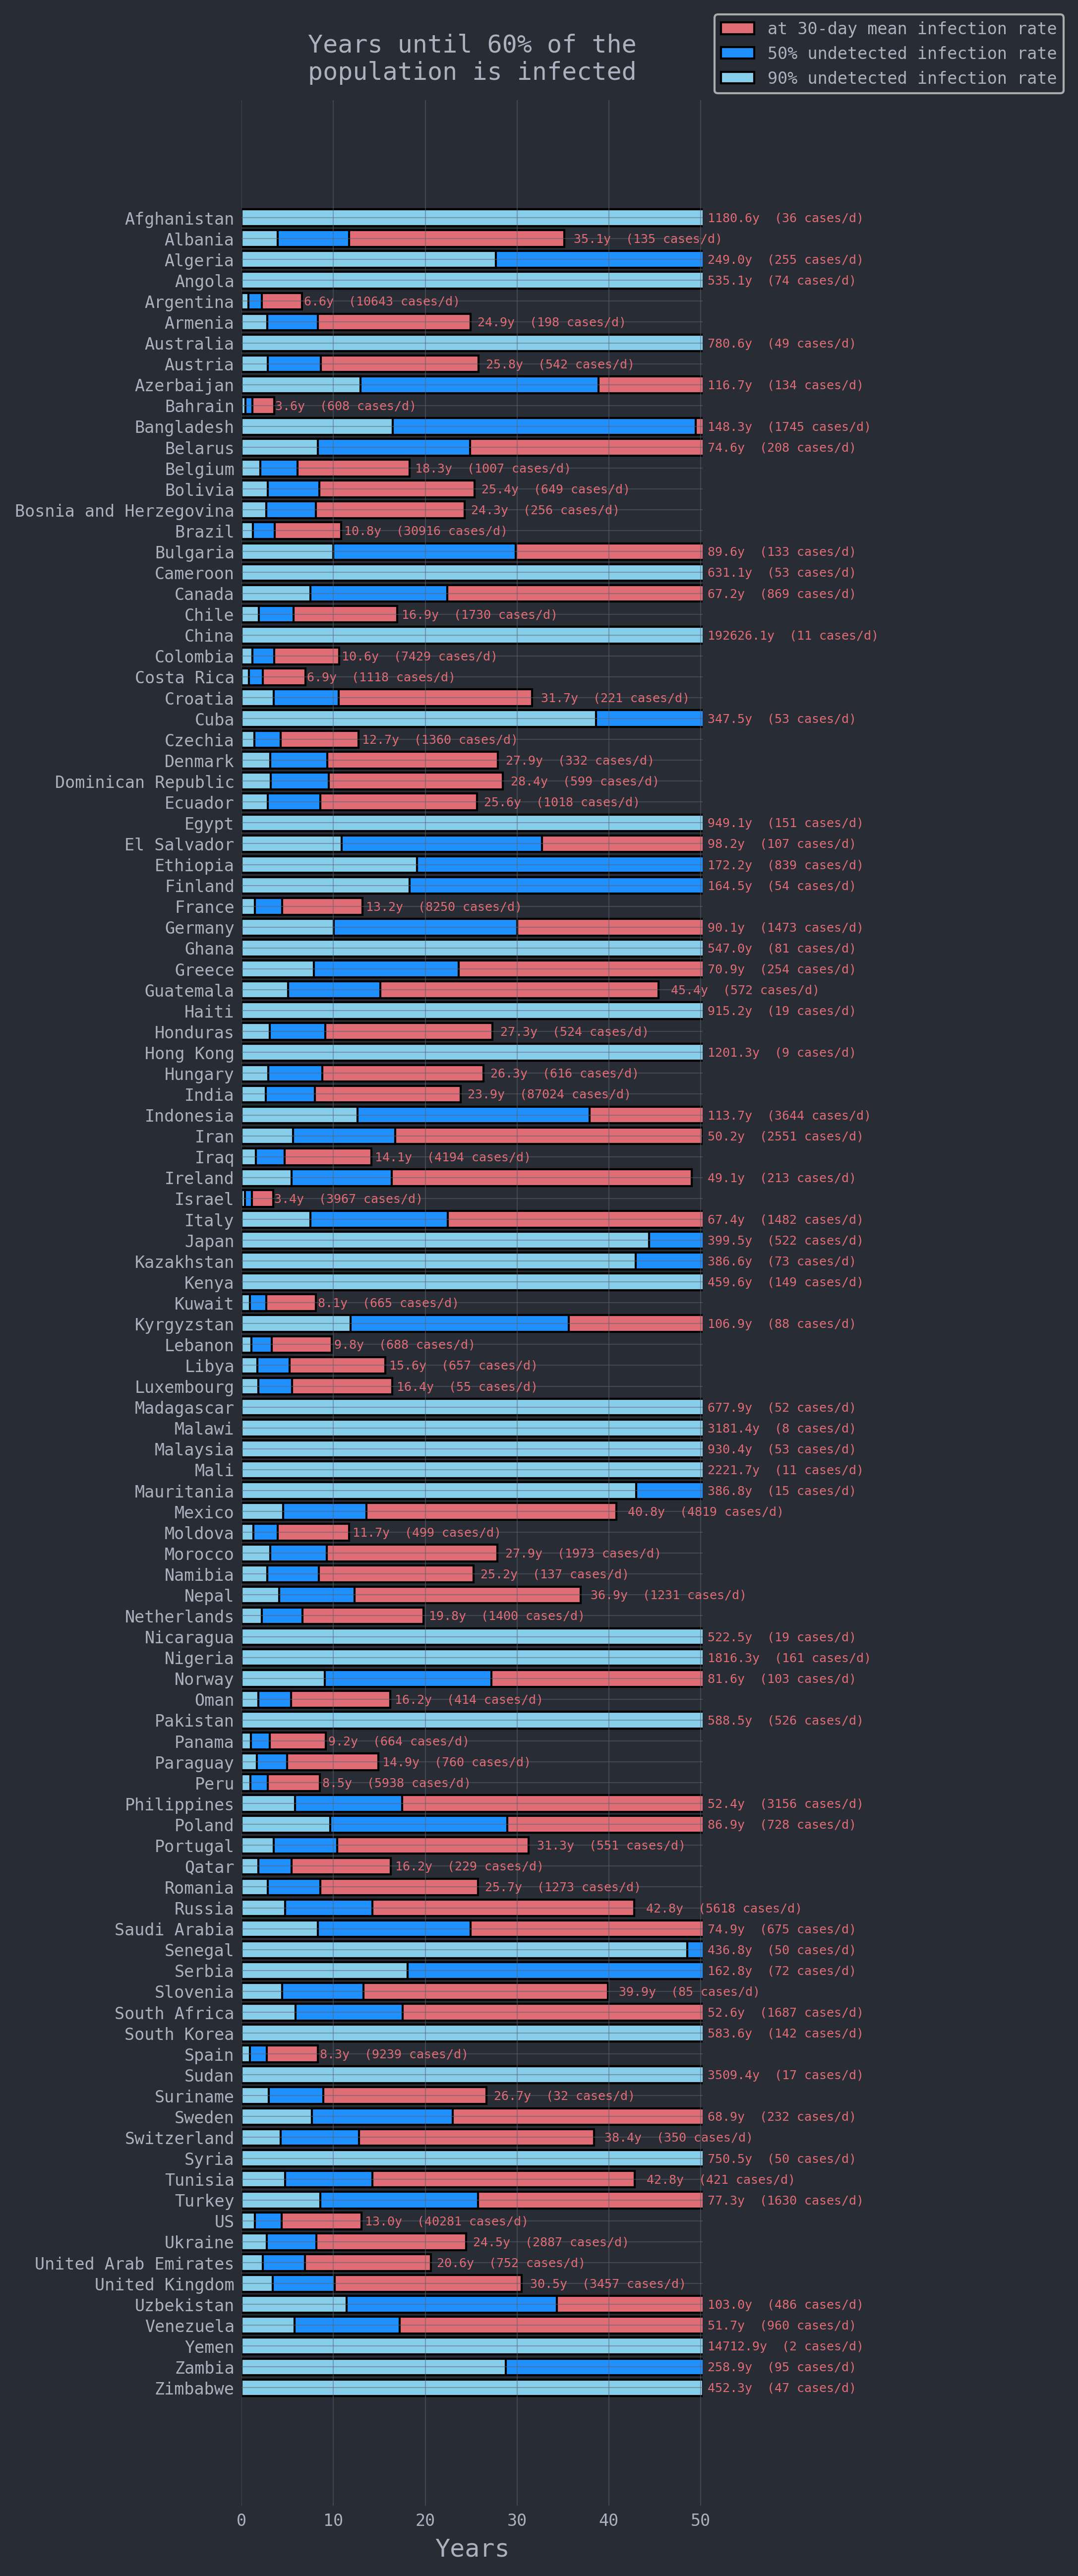 Years until 60% of the
population is infected
at 30-day mean infection rate
50% undetected infection rate
90% undetected infection rate
Afghanistan 1180.6y (36 cases/d)
Albania 35.1y (135 cases/d)
Algeria 249.0y (255 cases/d)
Angola 535.1y (74 cases/d)
Argentina 6.6y (10643 cases/d)
Armenia 24.9y (198 cases/d)
Australia 780.6y (49 cases/d)
Austria 25.8y (542 cases/d)
Azerbaijan 116.7y (134 cases/d)
Bahrain 3.6y (608 cases/d)
Bangladesh 148.3y (1745 cases/d)
Belarus 74.6y (208 cases/d)
Belgium 18.3y (1007 cases/d)
Bolivia 25.4y (649 cases/d)
Bosnia and Herzegovina 24.3y (256 cases/d)
Brazil 10.8y (30916 cases/d)
Bulgaria 89.6y (133 cases/d)
Cameroon 631.1y (53 cases/d)
Canada 67.2y (869 cases/d)
Chile 16.9y (1730 cases/d)
China 192626.1y (11 cases/d)
Colombia 10.6y (7429 cases/d)
Costa Rica 6.9y (1118 cases/d)
Croatia 31.7y (221 cases/d)
Cuba 347.5y (53 cases/d)
Czechia 12.7y (1360 cases/d)
Denmark 27.9y (332 cases/d)
Dominican Republic 28.4y (599 cases/d)
Ecuador 25.6y (1018 cases/d)
Egypt 949.1y (151 cases/d)
El Salvador 98.2y (107 cases/d)
Ethiopia 172.2y (839 cases/d)
Finland 164.5y (54 cases/d)
France 13.2y (8250 cases/d)
Germany 90.1y (1473 cases/d)
Ghana 547.0y (81 cases/d)
Greece 70.9y (254 cases/d)
Guatemala 45.4y (572 cases/d)
Haiti 915.2y (19 cases/d)
Honduras 27.3y (524 cases/d)
Hong Kong 1201.3y (9 cases/d)
Hungary 26.3y (616 cases/d)
India 23.9y (87024 cases/d)
Indonesia 113.7y (3644 cases/d)
Iran 50.2y (2551 cases/d)
Iraq 14.1y (4194 cases/d)
Ireland 49.1y (213 cases/d)
Israel 3.4y (3967 cases/d)
Italy 67.4y (1482 cases/d)
Japan 399.5y (522 cases/d)
Kazakhstan 386.6y (73 cases/d)
Kenya 459.6y (149 cases/d)
Kuwait 8.1y (665 cases/d)
Kyrgyzstan 106.9y (88 cases/d)
Lebanon 9.8y (688 cases/d)
Libya 15.6y (657 cases/d)
Luxembourg 16.4y (55 cases/d)
Madagascar 677.9y (52 cases/d)
Malawi 3181.4y (8 cases/d)
Malaysia 930.4y (53 cases/d)
Mali 2221.7y (11 cases/d)
Mauritania 386.8y (15 cases/d)
Mexico 40.8y (4819 cases/d)
Moldova 11.7y (499 cases/d)
Morocco 27.9y (1973 cases/d)
Namibia 25.2y (137 cases/d)
Nepal 36.9y (1231 cases/d)
Netherlands 19.8y (1400 cases/d)
Nicaragua 522.5y (19 cases/d)
Nigeria 1816.3y (161 cases/d)
Norway 81.6y (103 cases/d)
Oman 16.2y (414 cases/d)
Pakistan 588.5y (526 cases/d)
Panama 9.2y (664 cases/d)
Paraguay 14.9y (760 cases/d)
Peru 8.5y (5938 cases/d)
Philippines 52.4y (3156 cases/d)
Poland 86.9y (728 cases/d)
Portugal 31.3y (551 cases/d)
Qatar 16.2y (229 cases/d)
Romania 25.7y (1273 cases/d)
Russia 42.8y (5618 cases/d)
Saudi Arabia 74.9y (675 cases/d)
Senegal 436.8y (50 cases/d)
Serbia 162.8y (72 cases/d)
Slovenia 39.9y (85 cases/d)
South Africa 52.6y (1687 cases/d)
South Korea 583.6y (142 cases/d)
Spain 8.3y (9239 cases/d)
Sudan 3509.4y (17 cases/d)
Suriname 26.7y (32 cases/d)
Sweden 68.9y (232 cases/d)
Switzerland 38.4y (350 cases/d)
Syria 750.5y (50 cases/d)
Tunisia 42.8y (421 cases/d)
Turkey 77.3y (1630 cases/d)
US 13.0y (40281 cases/d)
Ukraine 24.5y (2887 cases/d)
United Arab Emirates 20.6y (752 cases/d)
United Kingdom 30.5y (3457 cases/d)
Uzbekistan 103.0y (486 cases/d)
Venezuela 51.7y (960 cases/d)
Yemen 14712.9y (2 cases/d)
Zambia 258.9y (95 cases/d)
Zimbabwe 452.3y (47 cases/d)
0 10 20 30 40 50
Years